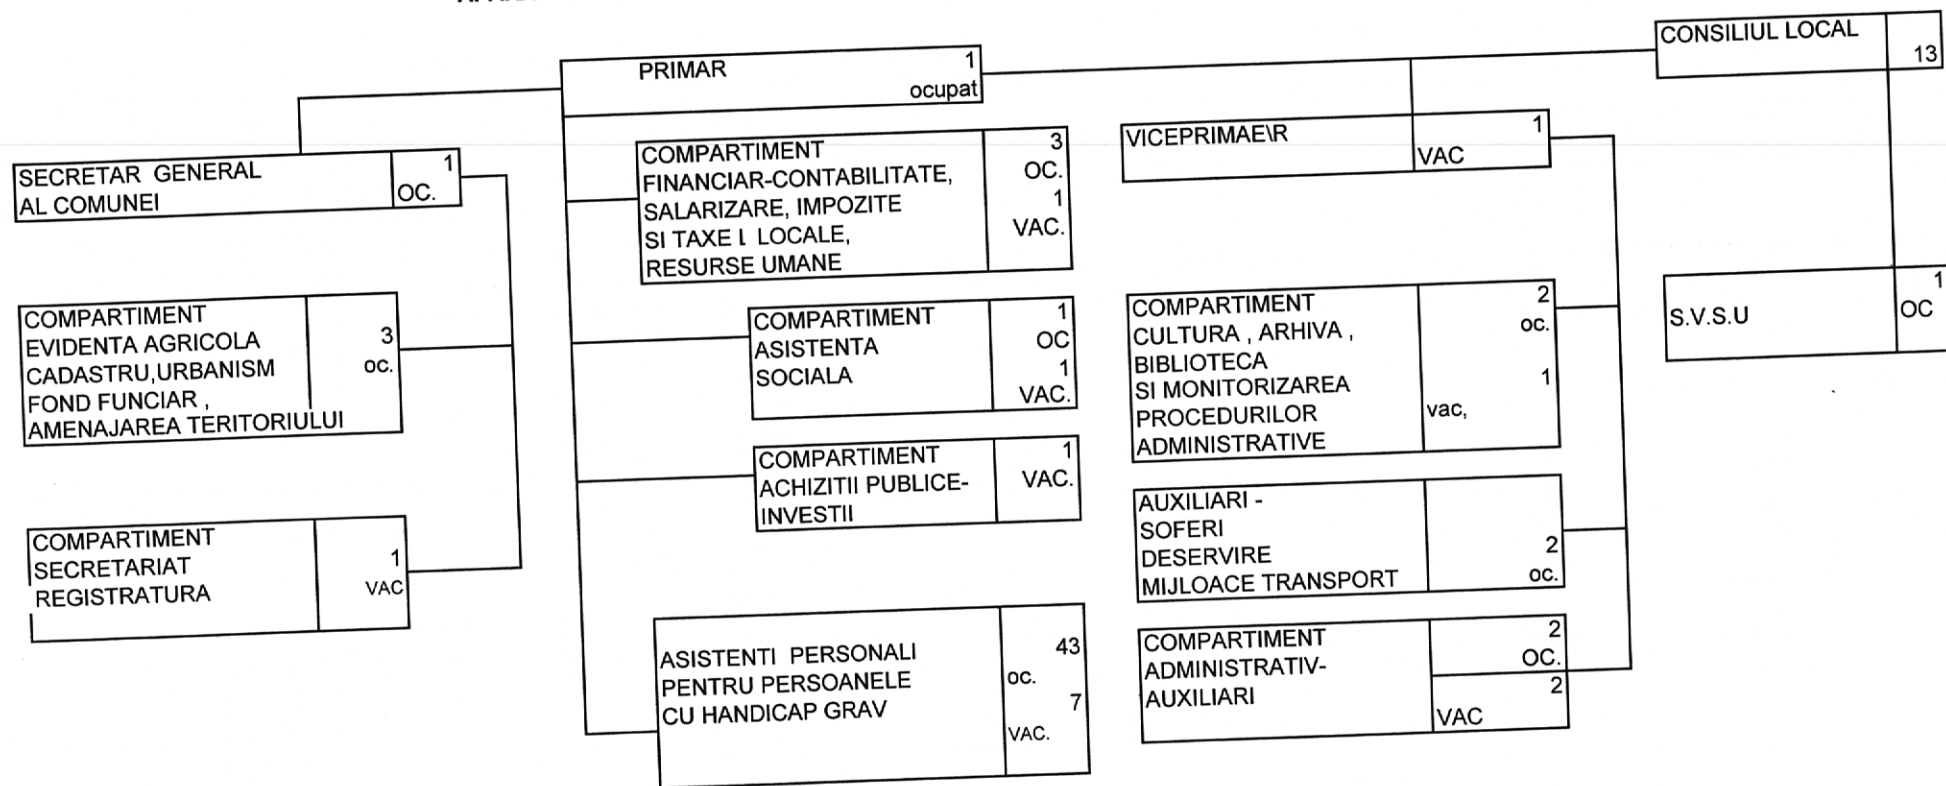 PRIMAR 1
ocupat
CONSILIUL LOCAL
13
SECRETAR GENERAL 1
AL COMUNEI OC.
COMPARTIMENT 3
FINANCIAR-CONTABILITATE, OC.
SALARIZARE, IMPOZITE 1
SI TAXE l LOCALE, VAC.
RESURSE UMANE
VICEPRIMAE\R 1
VAC
COMPARTIMENT
EVIDENTA AGRICOLA 3
CADASTRU,URBANISM oc.
FOND FUNCIAR ,
AMENAJAREA TERITORIULUI
COMPARTIMENT 1
ASISTENTA OC
SOCIALA 1
VAC.
COMPARTIMENT 2
CULTURA , ARHIVA , oc.
BIBLIOTECA
SI MONITORIZAREA 1
PROCEDURILOR vac,
ADMINISTRATIVE
S.V.S.U 1
OC
COMPARTIMENT 1
ACHIZITII PUBLICE- VAC.
INVESTII
COMPARTIMENT
SECRETARIAT 1
REGISTRATURA VAC
AUXILIARI -
SOFERI
DESERVIRE 2
MIJLOACE TRANSPORT oc.
ASISTENTI PERSONALI 43
PENTRU PERSOANELE oc.
CU HANDICAP GRAV 7
VAC.
COMPARTIMENT 2
ADMINISTRATIV- OC.
AUXILIARI 2
VAC